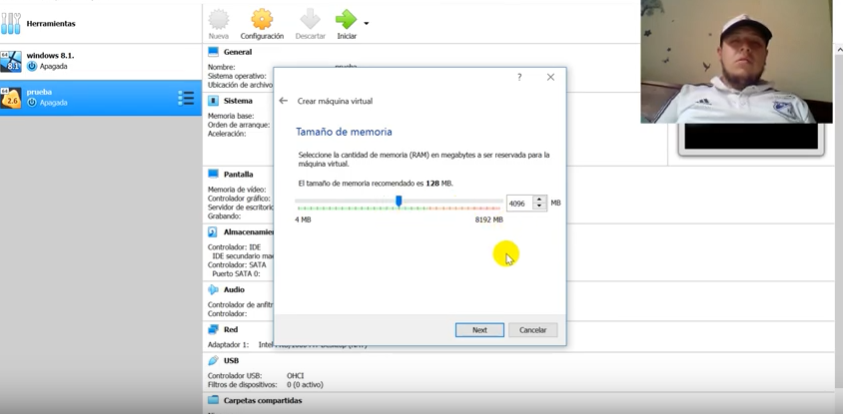 Herramientas
Nueva Configuración Descartar Iniciar
windows 8.1.
Apagada
prueba
Apagada
General
Nombre:
Sistema operativo:
Ubicación de archivo
Sistema
Memoria base:
Orden de arranque:
Aceleración:
Pantalla
Memoria de vídeo:
Controlador gráfico:
Servidor de escritorio
Grabando:
Almacenamie
Controlador: IDE
IDE secundario ma
Controlador: SATA
Puerto SATA 0:
Audio
Controlador de anfitr
Controlador:
Red
Adaptador 1:
USB
Controlador USB: OHCI
Filtros de dispositivos: 0 (0 activo)
Carpetas compartidas
?
Crear máquina virtual
Tamaño de memoria
Seleccione la cantidad de memoria (RAM) en megabytes a ser reservada para la
máquina virtual.
El tamaño de memoria recomendado es 128 MB.
4096 MB
4 MB 8192 MB
Next Cancelar